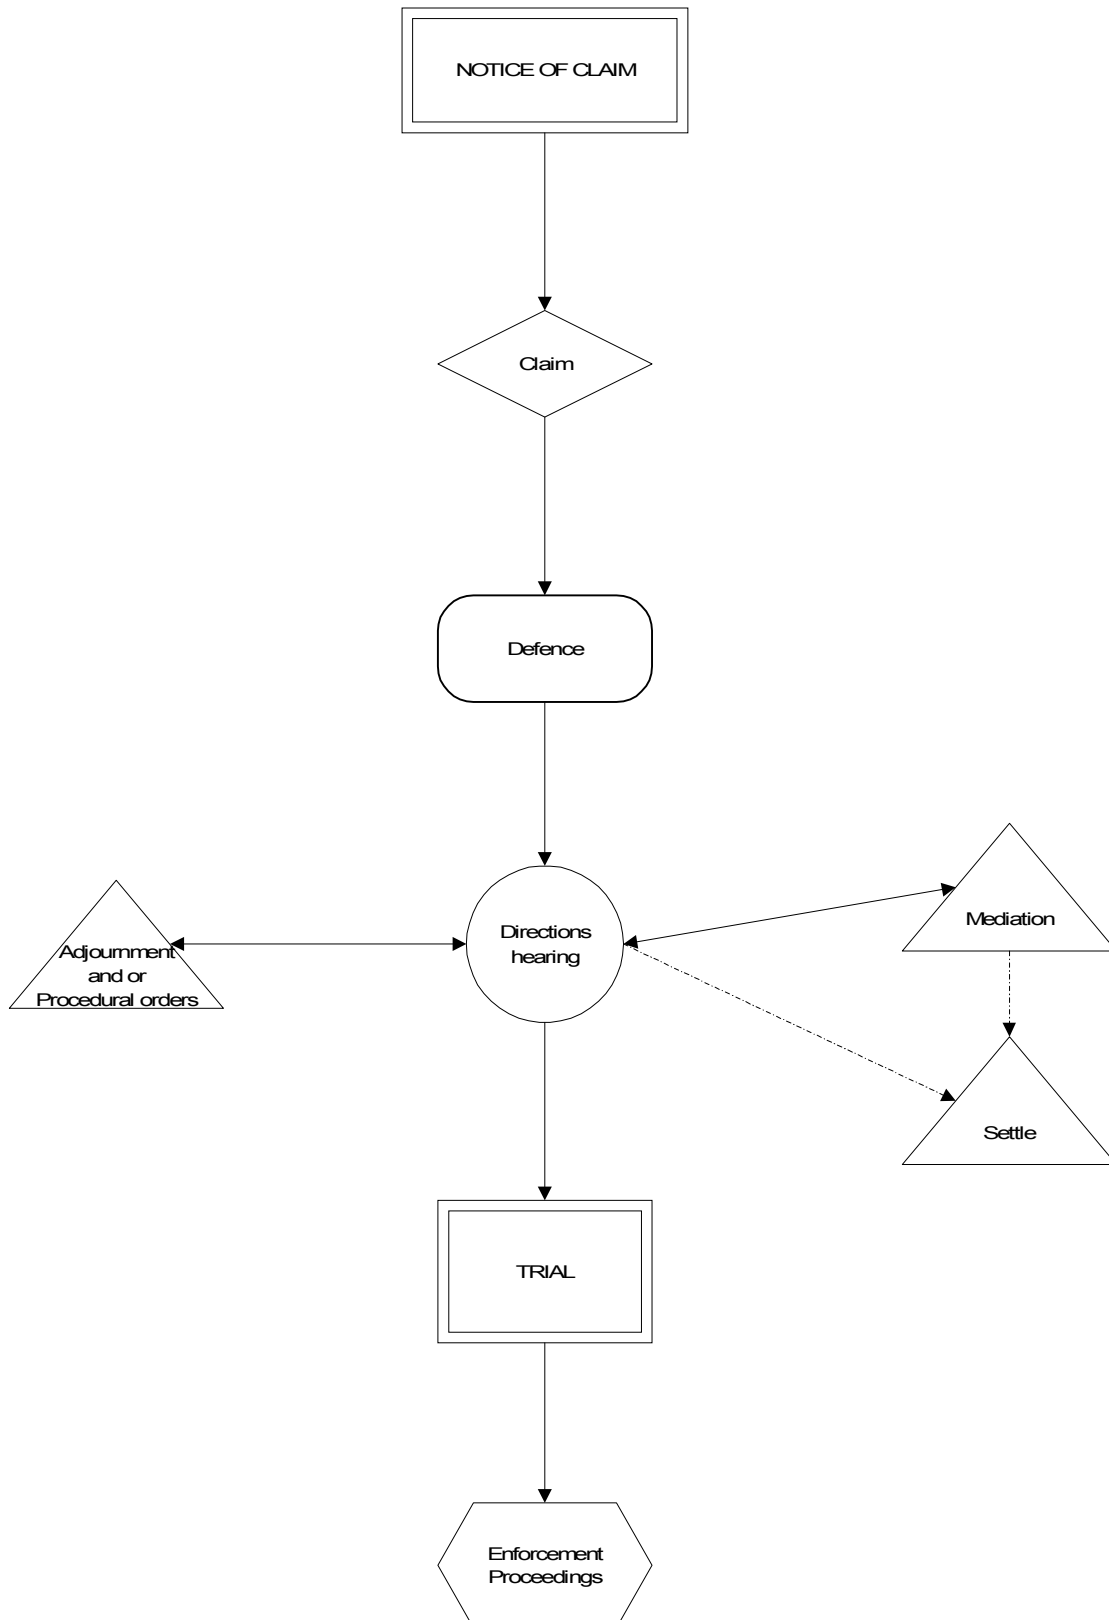 NOTICE OF CLAIM
Claim
Defence
Directions
hearing
Mediation
Adjournment
and or
Procedural orders
Settle
TRIAL
Enforcement
Proceedings